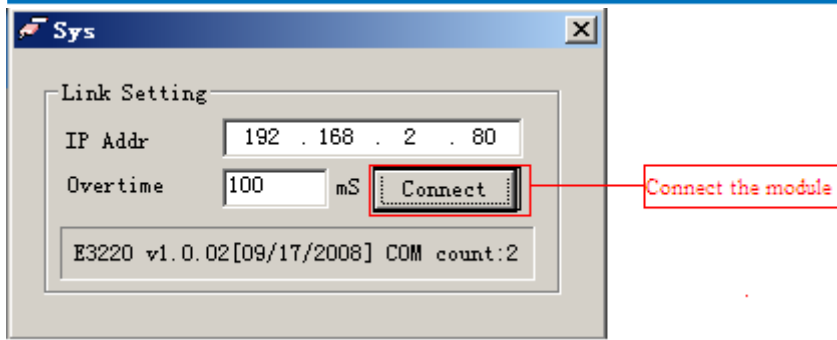 Sys
Link Setting
IP Addr 192 . 168 . 2 . 80
Overtime 100 mS Connect
Connect the module
E3220 v1.0.02[09/17/2008] COM count:2